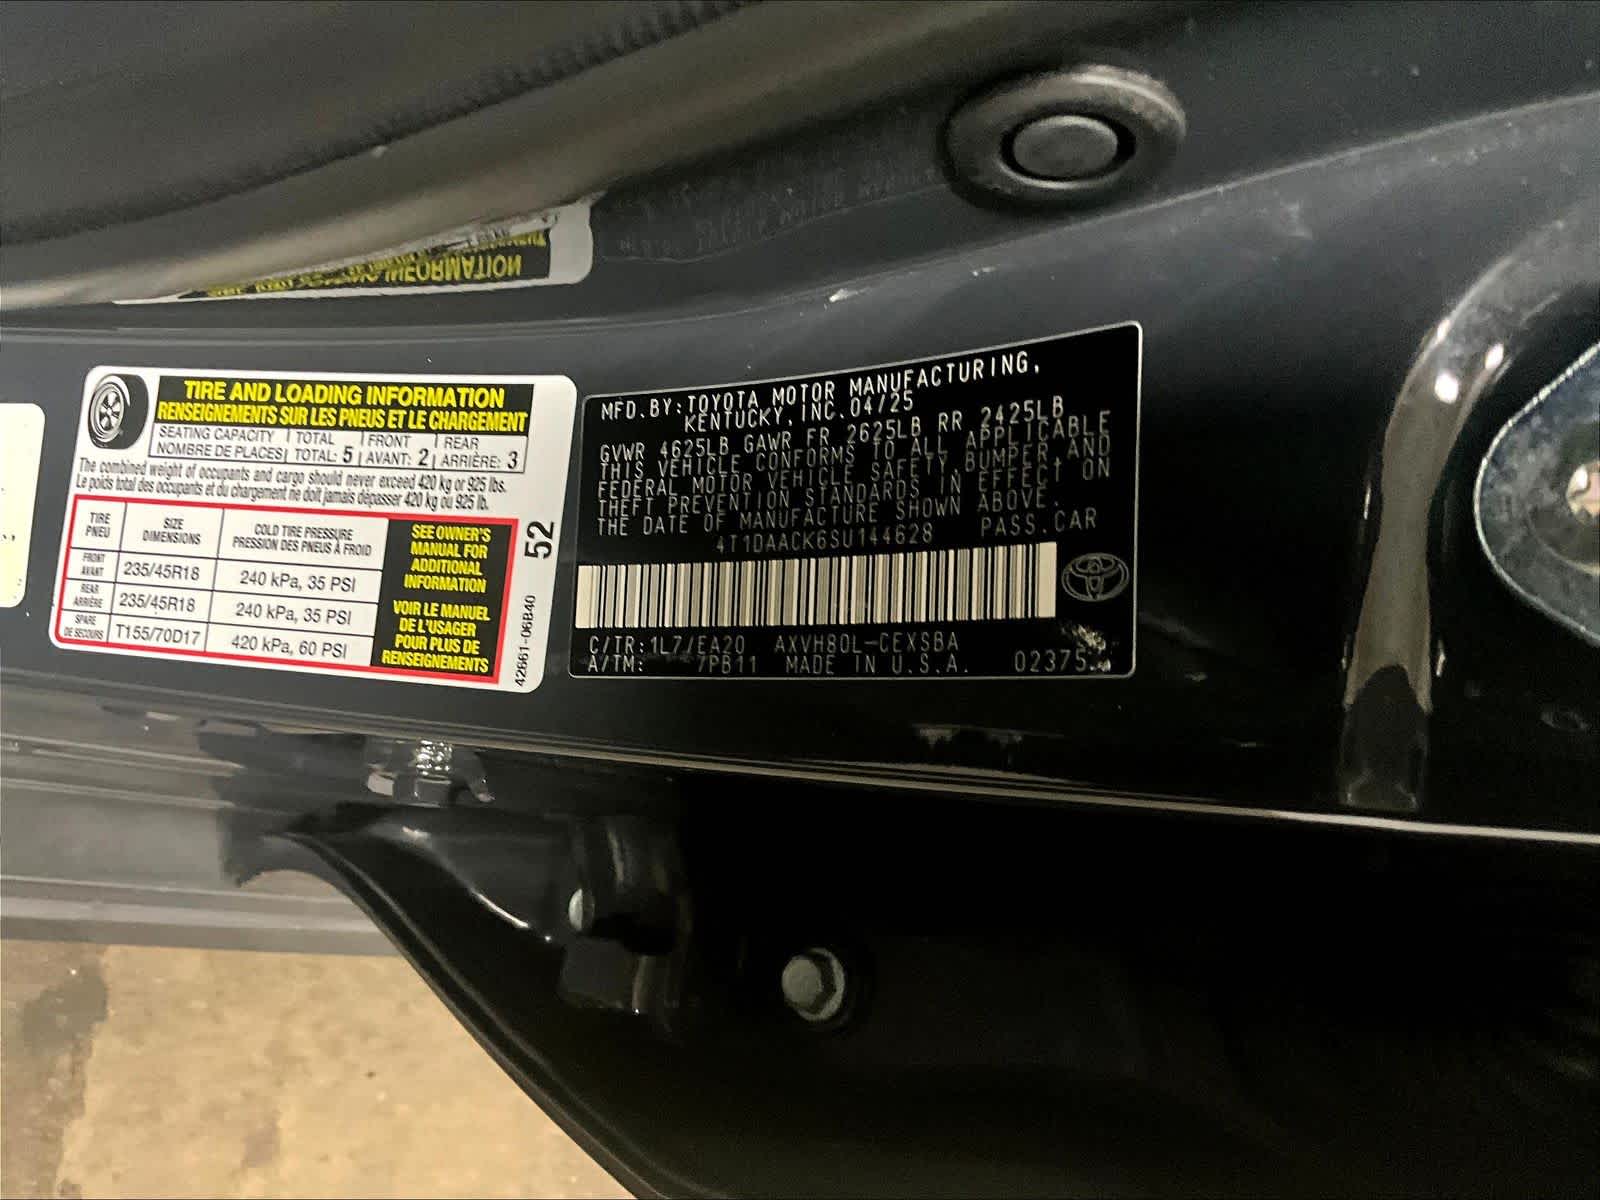 TIRE AND LOADING INFORMATION
RENSEIGNEMENTS SUR LES PNEUS ET LE CHARGEMENT
SEATING CAPACITY TOTAL FRONT REAR
NOMBRE DE PLACES TOTAL: 5 AVANT: 2 ARRIÈRE: 3
The combined weight of occupants and cargo should never exceed 420 kg or 925 lbs.
Le poids total des occupants et du chargement ne doit jamais dépasser 420 kg ou 925 lb.
TIRE
PNEU
SIZE
DIMENSIONS
COLD TIRE PRESSURE
PRESSION DES PNEUS À FROID
FRONT
AVANT
235/45R18
240 kPa, 35 PSI
REAR
ARRIÈRE
235/45R18
240 kPa, 35 PSI
SPARE
DE SECOURS
T155/70D17
420 kPa, 60 PSI
SEE OWNER'S
MANUAL FOR
ADDITIONAL
INFORMATION
VOIR LE MANUEL
DE L'USAGER
POUR PLUS DE
RENSEIGNEMENTS
52
42661-06B40
MFD.BY:TOYOTA MOTOR MANUFACTURING,
KENTUCKY, INC.04/25
GVWR 4625LB GAWR FR 2625LB RR 2425LB
THIS VEHICLE CONFORMS TO ALL APPLICABLE
FEDERAL MOTOR VEHICLE SAFETY,BUMPER,AND
THEFT PREVENTION STANDARDS IN EFFECT ON
THE DATE OF MANUFACTURE SHOWN ABOVE.
4T1DAACK6SU144628 PASS.CAR
C/TR:1L7/EA20 AXVH80L-CEXSBA
A/TM: 7PB11 MADE IN U.S.A. 02375
INFORMATION